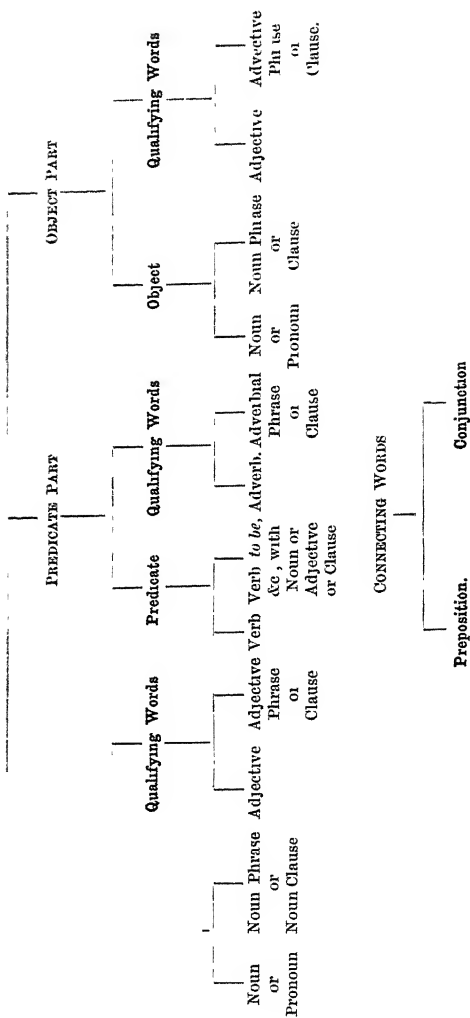 PREDICATE PART
OBJECT PART
Qualifying Words
Predicate
Qualifying Words
Object
Qualifying Words
Noun
or
Pronoun
Noun Phrase
or
Noun Clause
Adjective
Adjective
Phrase
or
Clause
Verb
Verb to be,
&c, with
Noun or
Adjective
or Clause
Adverb.
Adverbial
Phrase
or
Clause
Noun
or
Pronoun
Noun Phrase
or
Clause
Adjective
Adjective
Phrase
or
Clause.
CONNECTING WORDS
Preposition.
Conjunction